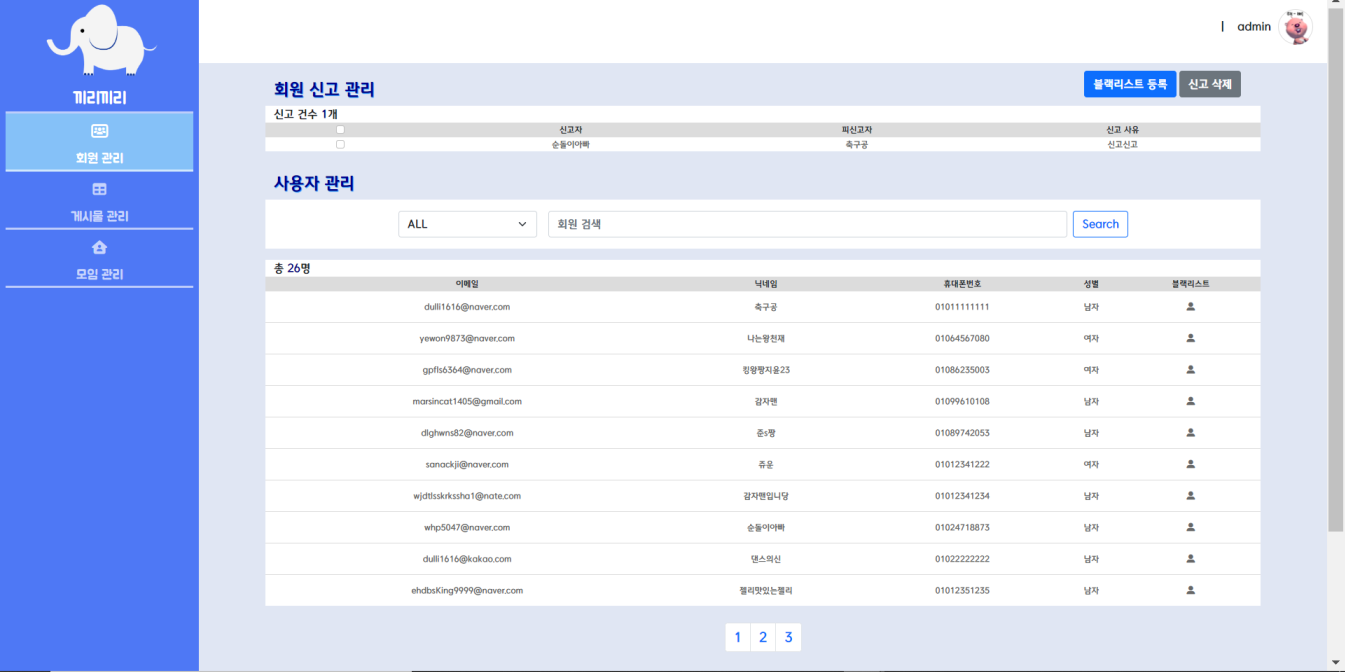 끼리끼리
회원 관리
게시물 관리
모임 관리
| admin
회원 신고 관리
블랙리스트 등록 신고 삭제
신고 건수 1개
신고자 피신고자 신고 사유
순돌이아빠 축구공 신고신고
사용자 관리
ALL 회원 검색 Search
총 26명
이메일 닉네임 휴대폰번호 성별 블랙리스트
dulli1616@naver.com 축구공 01011111111 남자
yewon9873@naver.com 나는왕천재 01064567080 여자
gpfls6364@naver.com 킹왕짱지윤23 01086235003 여자
marsincat1405@gmail.com 감자맨 01099610108 남자
dlghwns82@naver.com 준s짱 01089742053 남자
sanackji@naver.com 쥬운 01012341222 여자
wjdtlsskrkssha1@nate.com 감자맨입니당 01012341234 남자
whp5047@naver.com 순돌이아빠 01024718873 남자
dulli1616@kakao.com 댄스의신 01022222222 남자
ehdbsKing9999@naver.com 젤리맛있는젤리 01012351235 남자
1 2 3